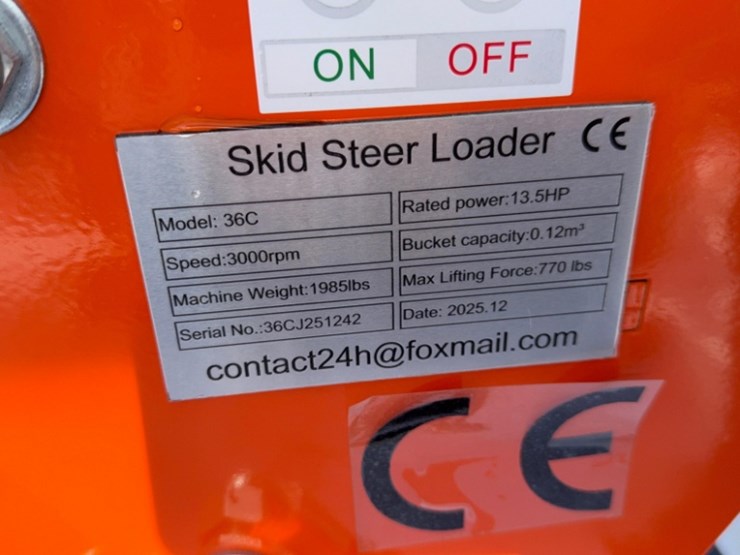 ON OFF
Skid Steer Loader CE
Model: 36C
Rated power:13.5HP
Speed:3000rpm
Bucket capacity:0.12m³
Machine Weight:1985lbs
Max Lifting Force:770 lbs
Serial No.:36CJ251242
Date: 2025.12
contact24h@foxmail.com
CE